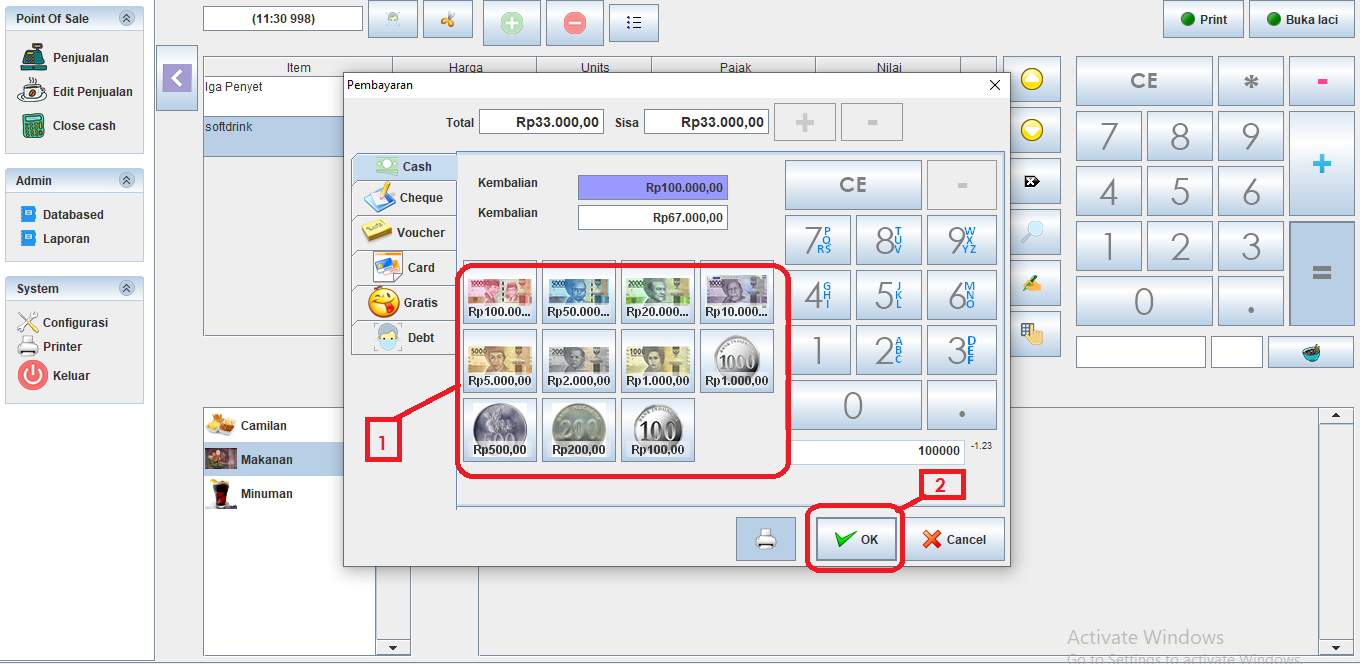 Point Of Sale
Penjualan
Edit Penjualan
Close cash
Admin
Databased
Laporan
System
Konfigurasi
Printer
Keluar
(11:30 998)
Print
Buka laci
Item
Harga
Units
Pajak
Nilai
Iga Penyet
softdrink
Camilan
Makanan
Minuman
Pembayaran
Total
Rp33.000,00
Sisa
Rp33.000,00
+
-
Cash
Cheque
Voucher
Card
Gratis
Debt
Kembalian
Rp100.000,00
Kembalian
Rp67.000,00
Rp100.00...
Rp50.000...
Rp20.000...
Rp10.000...
Rp5.000,00
Rp2.000,00
Rp1.000,00
Rp1.000,00
Rp500,00
Rp200,00
Rp100,00
1
CE
-
7 PQRS
8 TUV
9 WXYZ
4 GHI
5 JKL
6 MNO
1
2 ABC
3 DEF
0
.
100000
-1.23
2
OK
Cancel
CE
*
-
7
8
9
+
4
5
6
1
2
3
=
0
.
Activate Windows
Go to Settings to activate Windows.